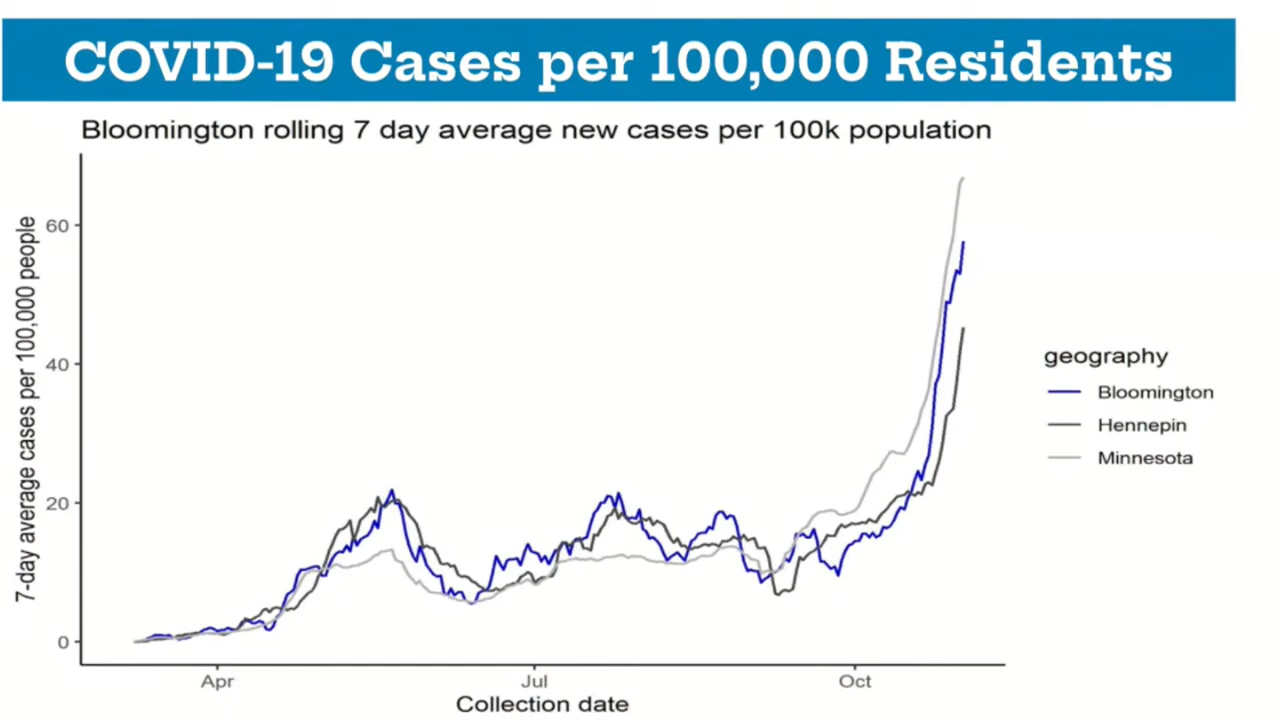 COVID-19 Cases per 100,000 Residents
Bloomington rolling 7 day average new cases per 100k population
7-day average cases per 100,000 people
60
40
20
0
Apr
Jul
Oct
Collection date
geography
Bloomington
Hennepin
Minnesota